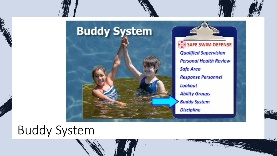 Buddy System
SAFE SWIM DEFENSE
Qualified Supervision
Personal Health Review
Safe Area
Response Personnel
Lookout
Ability Groups
Buddy System
Discipline
Buddy System